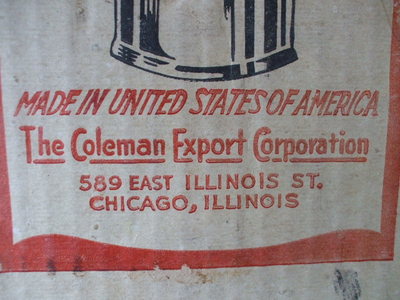 MADE IN UNITED STATES OF AMERICA
The Coleman Export Corporation
589 EAST ILLINOIS ST.
CHICAGO, ILLINOIS